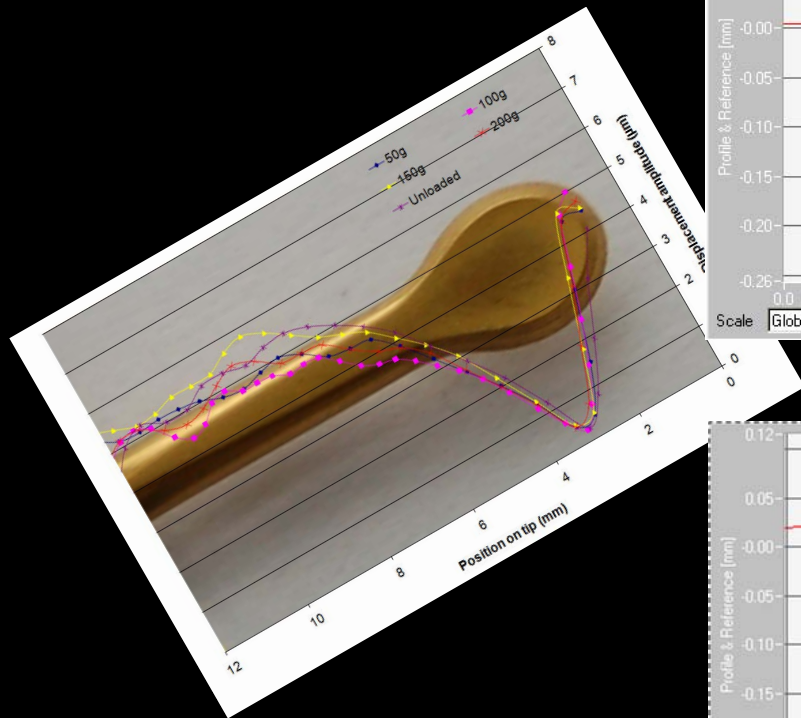 8
7
6
5
4
3
2
0
Displacement amplitude (μm)
100g
200g
50g
150g
Unloaded
0
2
4
6
8
10
12
Position on tip (mm)
-0.00
-0.05
-0.10
-0.15
-0.20
-0.26
0.0
Profile & Reference [mm]
Scale Glob
0.12
0.05
-0.00
-0.05
-0.10
-0.15
Profile & Reference [mm]